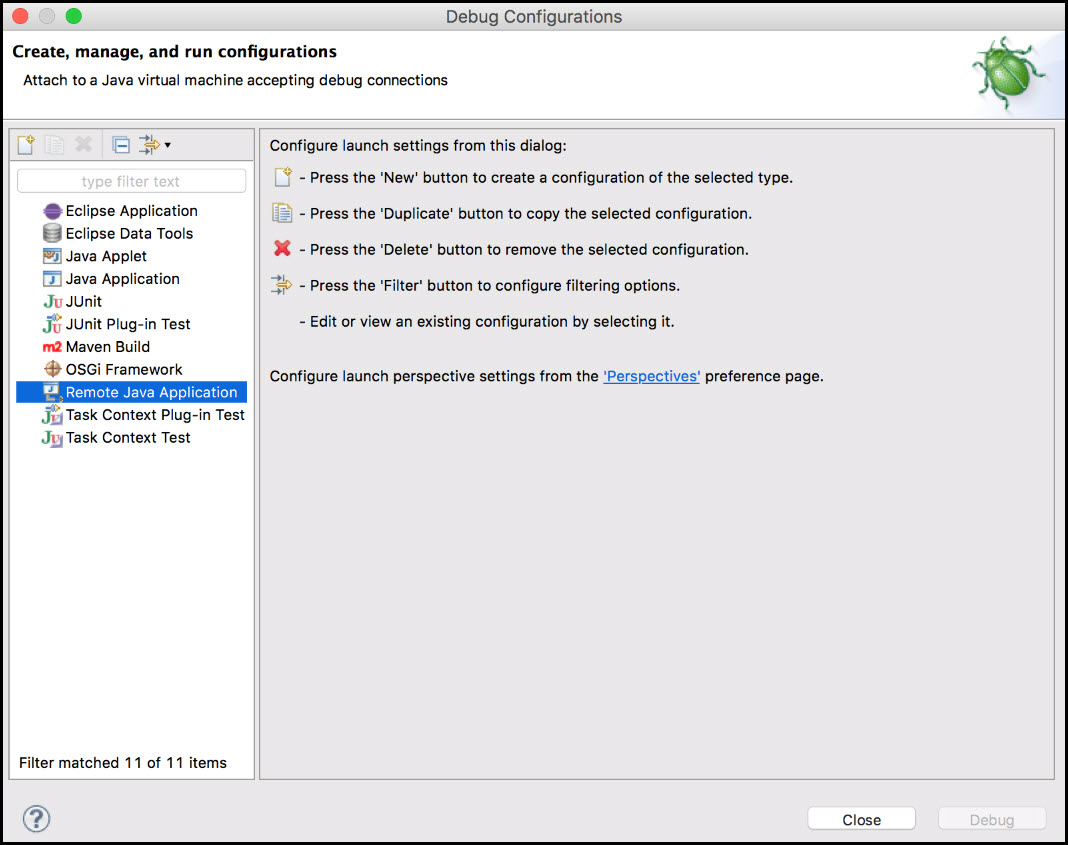 Debug Configurations
Create, manage, and run configurations
Attach to a Java virtual machine accepting debug connections
type filter text
Eclipse Application
Eclipse Data Tools
Java Applet
Java Application
JUnit
JUnit Plug-in Test
m2 Maven Build
OSGi Framework
Remote Java Application
Task Context Plug-in Test
Task Context Test
Filter matched 11 of 11 items
Configure launch settings from this dialog:
- Press the 'New' button to create a configuration of the selected type.
- Press the 'Duplicate' button to copy the selected configuration.
- Press the 'Delete' button to remove the selected configuration.
- Press the 'Filter' button to configure filtering options.
- Edit or view an existing configuration by selecting it.
Configure launch perspective settings from the 'Perspectives' preference page.
?
Close
Debug